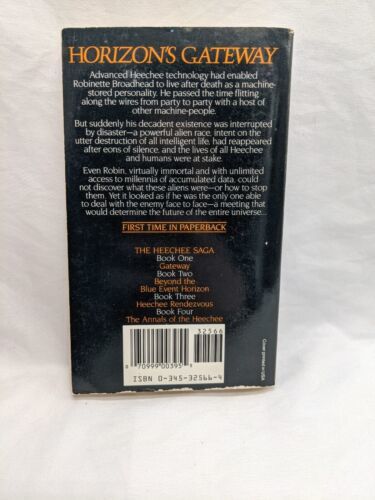 HORIZON'S GATEWAY
Advanced Heechee technology had enabled
Robinette Broadhead to live after death as a machine-
stored personality. He passed the time flitting
along the wires from party to party with a host of
other machine-people.
But suddenly his decadent existence was interrupted
by disaster—a powerful alien race, intent on the
utter destruction of all intelligent life, had reappeared
after eons of silence, and the lives of all Heechee
and humans were at stake.
Even Robin, virtually immortal and with unlimited
access to millennia of accumulated data, could
not discover what these aliens were—or how to stop
them. Yet it looked as if he was the only one able
to deal with the enemy face to face—a meeting that
would determine the future of the entire universe...
FIRST TIME IN PAPERBACK
THE HEECHEE SAGA
Book One
Gateway
Book Two
Beyond the
Blue Event Horizon
Book Three
Heechee Rendezvous
Book Four
The Annals of the Heechee
32566
70999 00395
ISBN 0-345-32566-4
Cover printed in USA